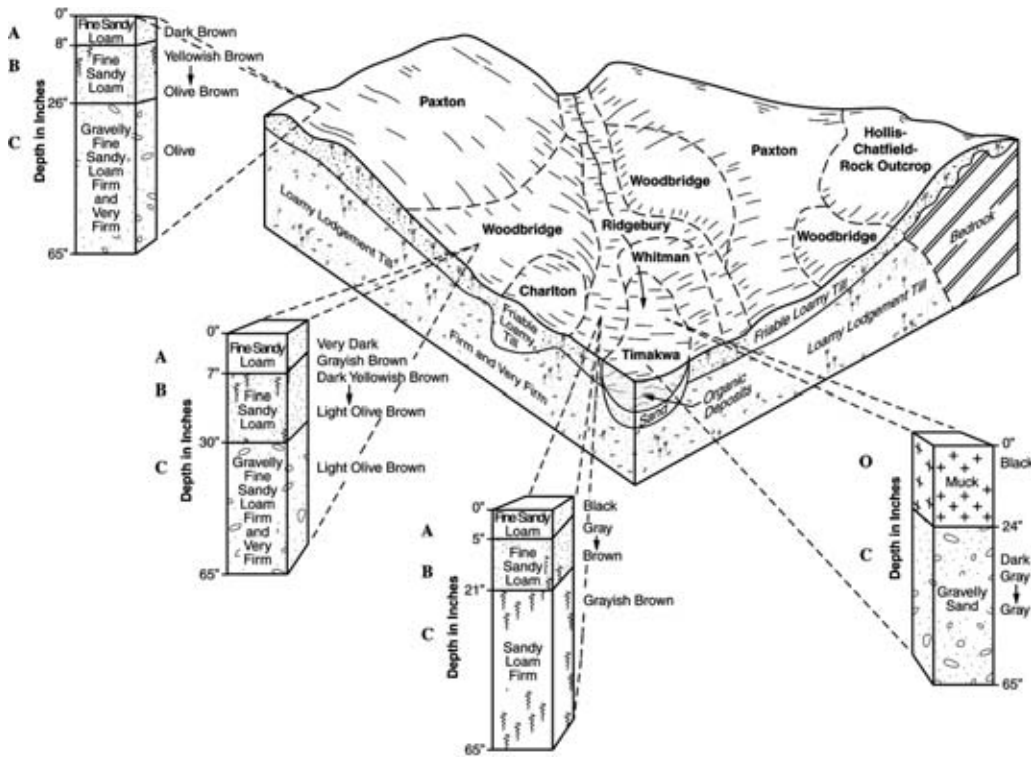 0"
A
Fine Sandy
Loam
Dark Brown
8"
B
Fine
Sandy
Loam
Yellowish Brown
Olive Brown
26"
C
Gravelly
Fine
Sandy
Loam
Firm
and
Very
Firm
Olive
65"
Depth in Inches
Paxton
Woodbridge
Charlton
Ridgebury
Whitman
Timakwa
Woodbridge
Paxton
Hollis-
Chatfield-
Rock Outcrop
Woodbridge
Loamy Lodgement Till
Friable
Loamy
Till
Firm and Very Firm
Sand
Organic
Deposits
Friable Loamy Till
Loamy Lodgement Till
Bedrock
0"
A
Fine Sandy
Loam
Very Dark
Grayish Brown
7"
B
Fine
Sandy
Loam
Dark Yellowish Brown
Light Olive Brown
30"
C
Gravelly
Fine
Sandy
Loam
Firm
and
Very
Firm
Light Olive Brown
65"
Depth in Inches
0"
A
Fine Sandy
Loam
Black
5"
B
Fine
Sandy
Loam
Gray
Brown
21"
C
Sandy
Loam
Firm
Grayish Brown
65"
Depth in Inches
0"
O
Muck
Black
24"
C
Gravelly
Sand
Dark
Gray
Gray
65"
Depth in Inches